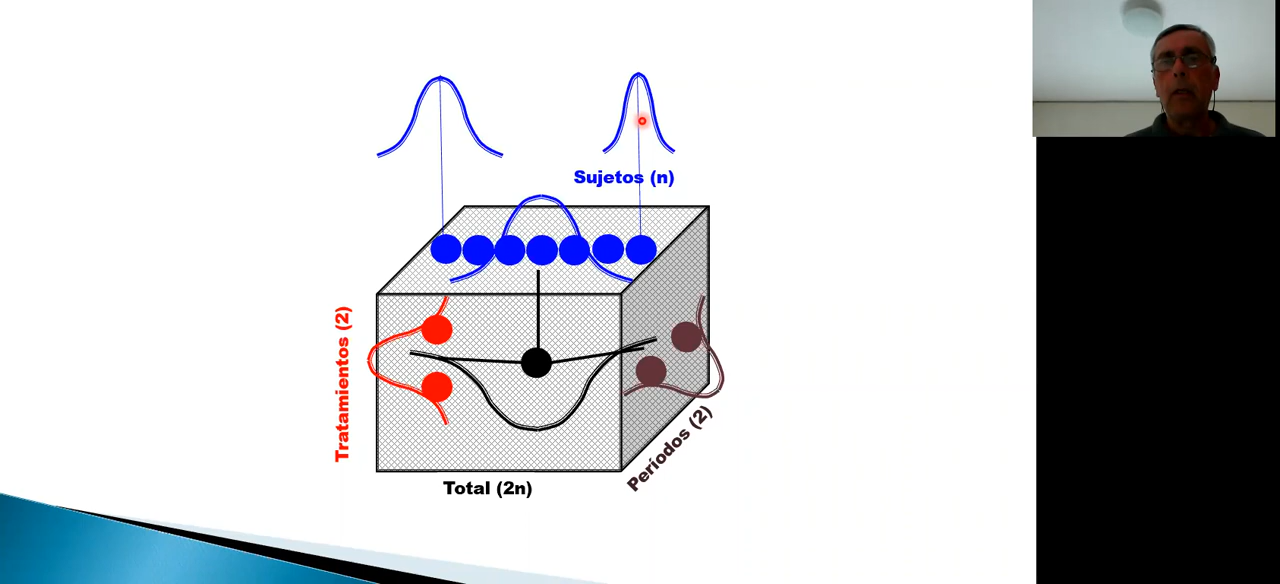 Sujetos (n)
Tratamientos (2)
Períodos (2)
Total (2n)